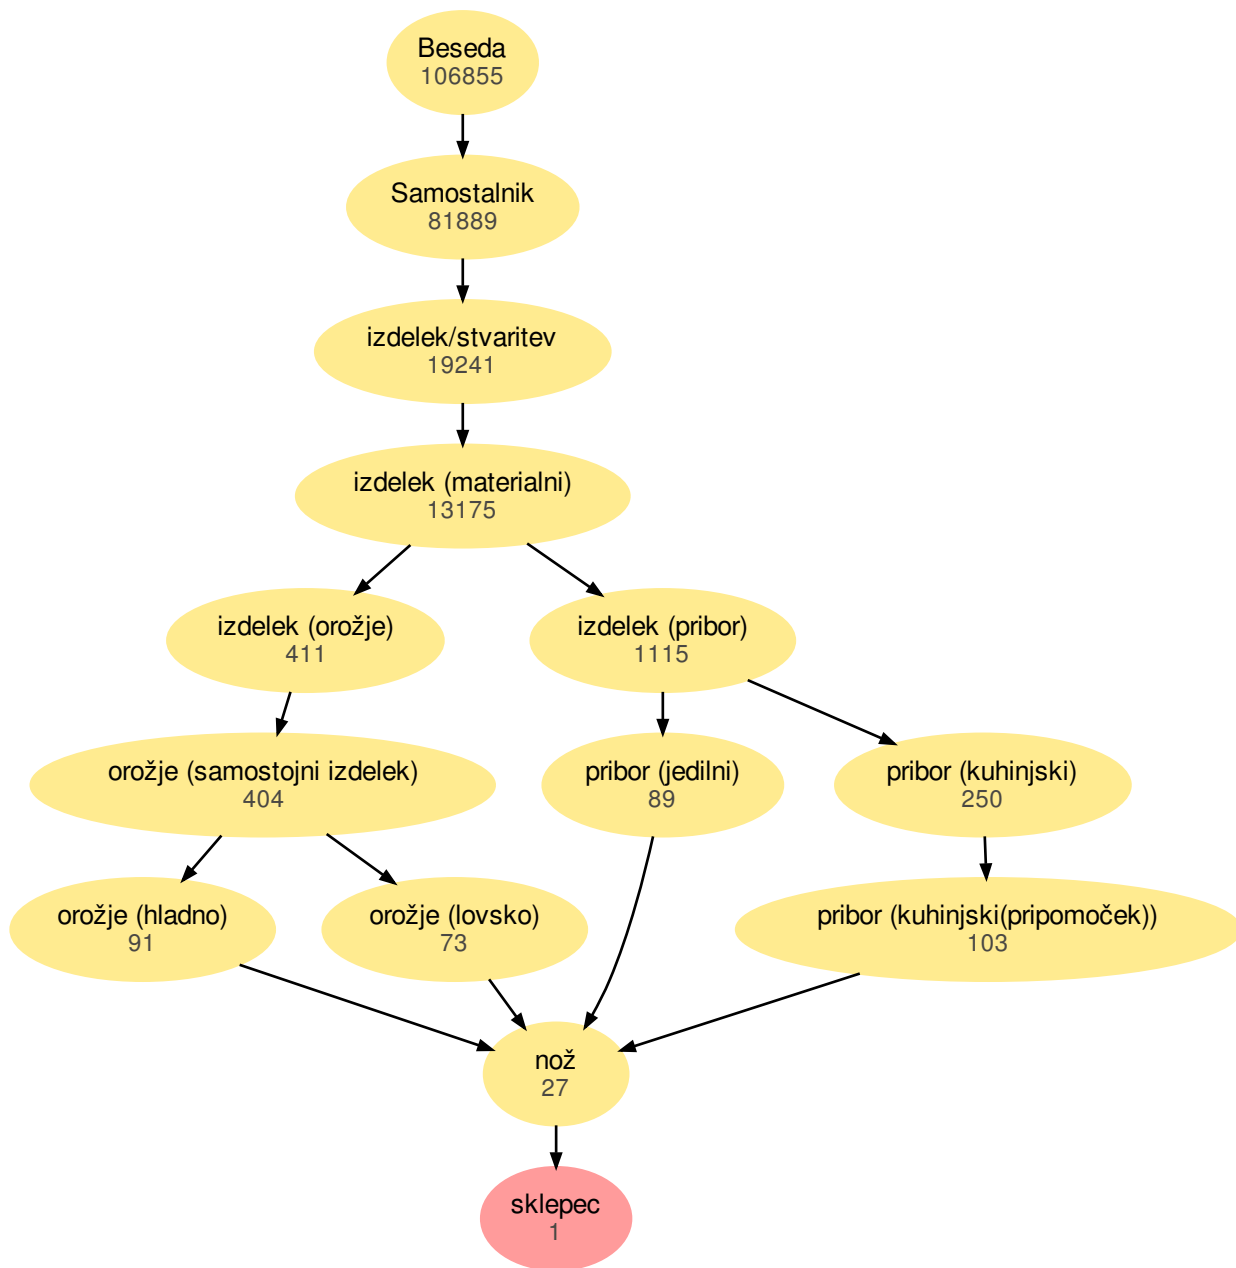 Beseda
106855
Samostalnik
81889
izdelek/stvaritev
19241
izdelek (materialni)
13175
izdelek (orožje)
411
izdelek (pribor)
1115
orožje (samostojni izdelek)
404
pribor (jedilni)
89
pribor (kuhinjski)
250
orožje (hladno)
91
orožje (lovsko)
73
pribor (kuhinjski(pripomoček))
103
nož
27
sklepec
1